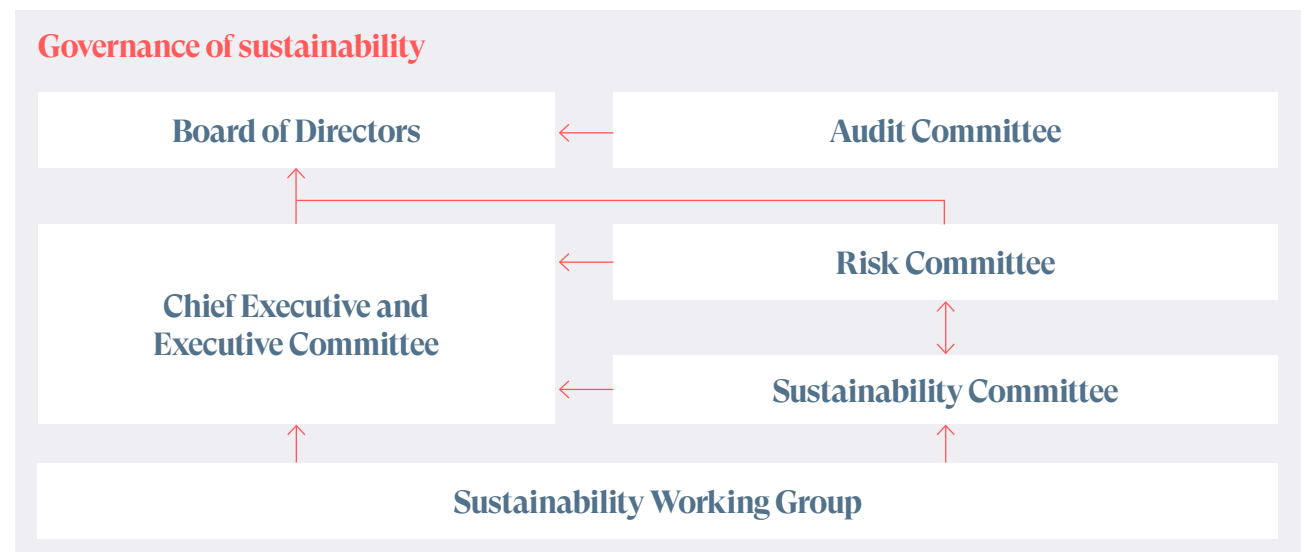 Governance of sustainability
Board of Directors
Audit Committee
Chief Executive and
Executive Committee
Risk Committee
Sustainability Committee
Sustainability Working Group